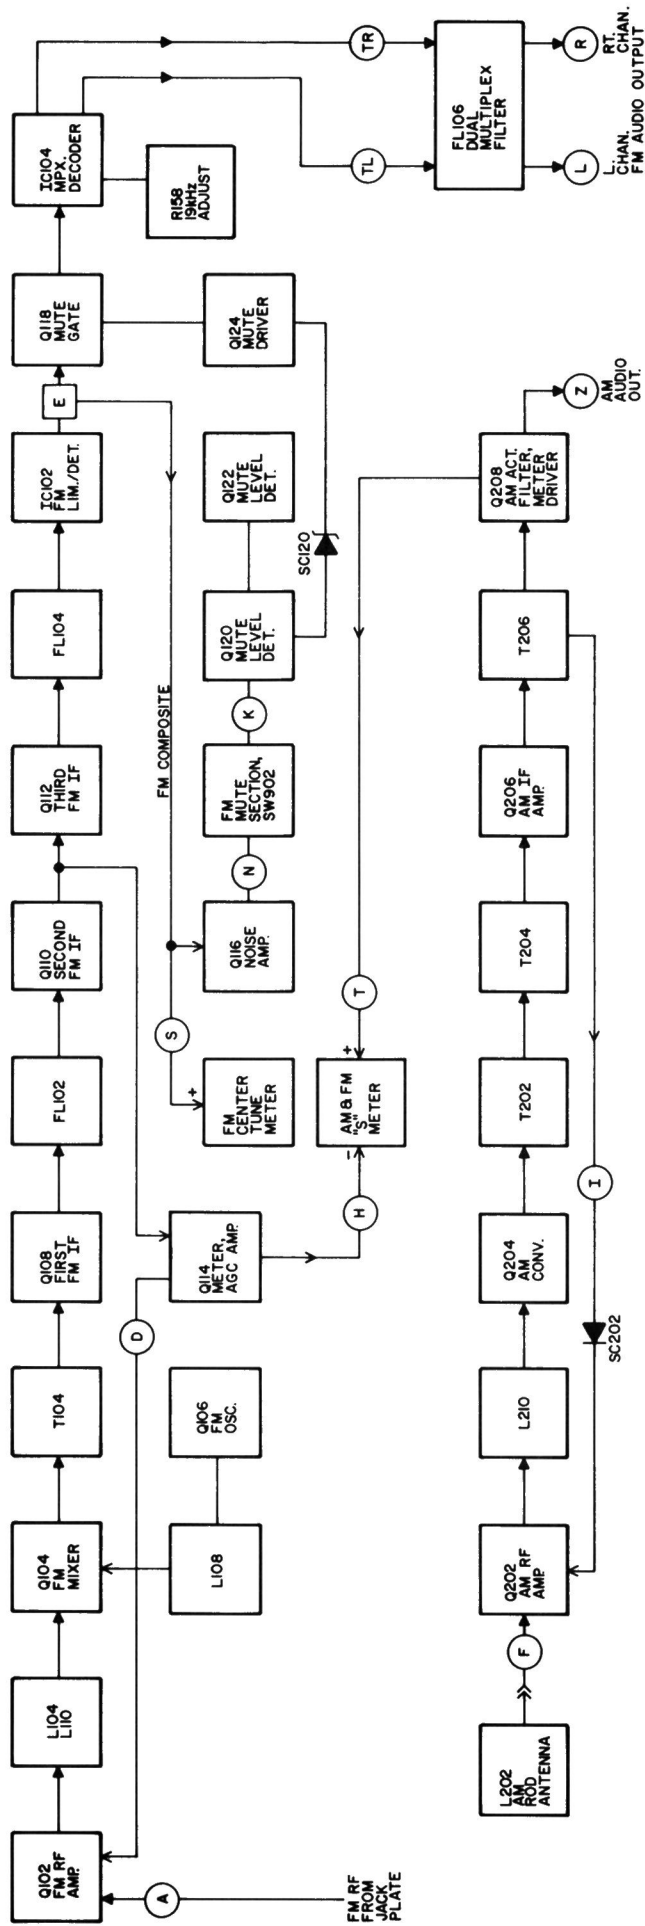 Q102
FM RF
AMP.
L104
L110
Q104
FM
MIXER
T104
Q108
FIRST
FM IF
FL102
Q110
SECOND
FM IF
Q112
THIRD
FM IF
FL104
IC102
FM
LIM./DET.
E
Q118
MUTE
GATE
IC104
MPX.
DECODER
R158
19kHz
ADJUST
TR
TL
FL106
DUAL
MULTIPLEX
FILTER
R
RT.
CHAN.
L
L.
CHAN.
FM AUDIO OUTPUT
A
FM RF
FROM
JACK
PLATE
D
L108
Q106
FM
OSC.
Q114
METER,
AGC AMP.
H
S
FM COMPOSITE
FM
CENTER
TUNE
METER
+
Q116
NOISE
AMP.
N
FM
MUTE
SECTION,
SW902
K
Q120
MUTE
LEVEL
DET.
Q122
MUTE
LEVEL
DET.
SC120
Q124
MUTE
DRIVER
AM & FM
"S"
METER
-
+
T
L202
AM
ROD
ANTENNA
F
Q202
AM RF
AMP.
L210
Q204
AM
CONV.
T202
T204
Q206
AM IF
AMP.
T206
Q208
AM ACT.
FILTER,
METER
DRIVER
Z
AM
AUDIO
OUT.
I
SC202